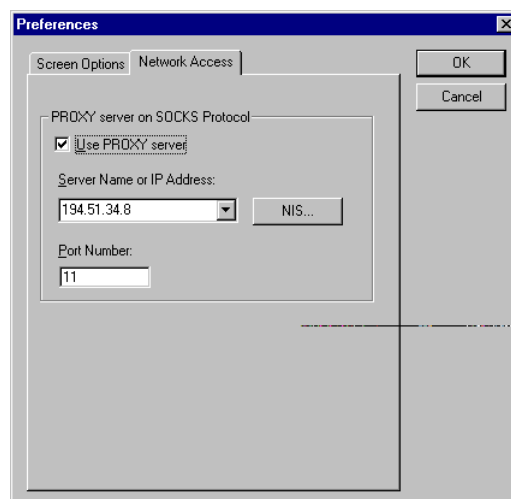 Preferences
Screen Options Network Access
OK
Cancel
PROXY server on SOCKS Protocol
Use PROXY server
Server Name or IP Address:
194.51.34.8 NIS...
Port Number:
11